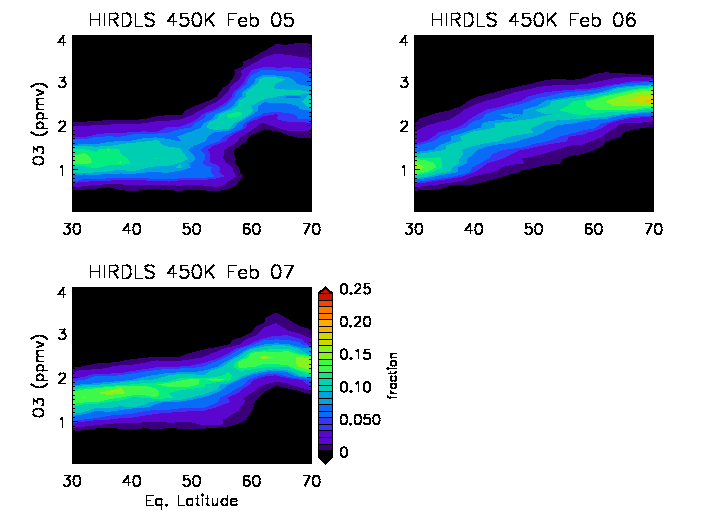 HIRDLS 450K Feb 05
4
3
2
1
O3 (ppmv)
30 40 50 60 70
HIRDLS 450K Feb 06
4
3
2
1
30 40 50 60 70
HIRDLS 450K Feb 07
4
3
2
1
O3 (ppmv)
30 40 50 60 70
Eq. Latitude
0.25
0.20
0.15
0.10
0.050
0
fraction